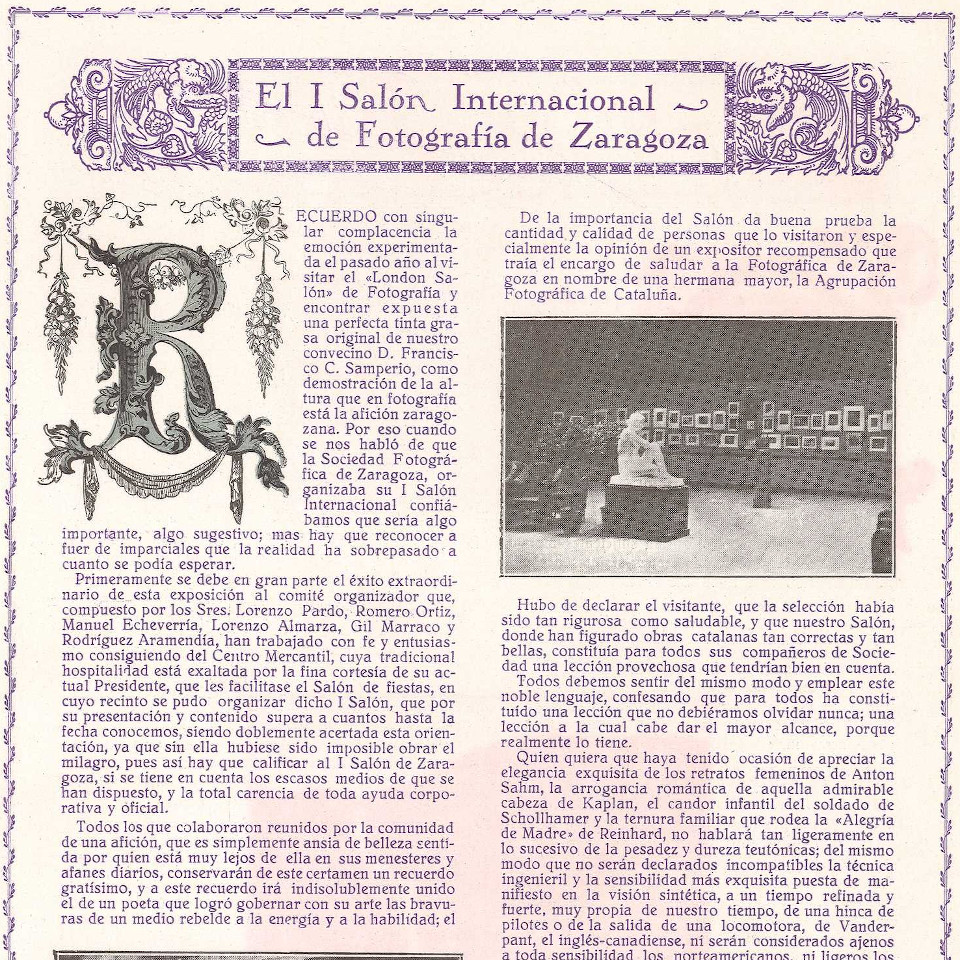 El I Salón Internacional
de Fotografía de Zaragoza
RECUERDO con singu-
lar complacencia la
emoción experimenta-
da el pasado año al vi-
sitar el «London Sa-
lón» de Fotografía y
encontrar expuesta
una perfecta tinta gra-
sa original de nuestro
convecino D. Francis-
co C. Samperio, como
demostración de la al-
tura que en fotografía
está la afición zarago-
zana. Por eso cuando
se nos habló de que
la Sociedad Fotográ-
fica de Zaragoza, or-
ganizaba su I Salón
Internacional confiá-
bamos que sería algo
importante, algo sugestivo; mas hay que reconocer a
fuer de imparciales que la realidad ha sobrepasado a
cuanto se podía esperar.
Primeramente se debe en gran parte el éxito extraordi-
nario de esta exposición al comité organizador que,
compuesto por los Sres. Lorenzo Pardo, Romero Ortiz,
Manuel Echeverría, Lorenzo Almarza, Gil Marraco y
Rodríguez Aramendía, han trabajado con fe y entusias-
mo consiguiendo del Centro Mercantil, cuya tradicional
hospitalidad está exaltada por la fina cortesía de su ac-
tual Presidente, que les facilitase el Salón de fiestas, en
cuyo recinto se pudo organizar dicho I Salón, que por
su presentación y contenido supera a cuantos hasta la
fecha conocemos, siendo doblemente acertada esta orien-
tación, ya que sin ella hubiese sido imposible obrar el
milagro, pues así hay que calificar al I Salón de Zara-
goza, si se tiene en cuenta los escasos medios de que se
han dispuesto, y la total carencia de toda ayuda corpo-
rativa y oficial.
Todos los que colaboraron reunidos por la comunidad
de una afición, que es simplemente ansia de belleza senti-
da por quien está muy lejos de ella en sus menesteres y
afanes diarios, conservarán de este certamen un recuerdo
gratísimo, y a este recuerdo irá indisolublemente unido
el de un poeta que logró gobernar con su arte las bravu-
ras de un medio rebelde a la energía y a la habilidad; el
De la importancia del Salón da buena prueba la
cantidad y calidad de personas que lo visitaron y espe-
cialmente la opinión de un expositor recompensado que
traía el encargo de saludar a la Fotográfica de Zara-
goza en nombre de una hermana mayor, la Agrupación
Fotográfica de Cataluña.
Hubo de declarar el visitante, que la selección había
sido tan rigurosa como saludable, y que nuestro Salón,
donde han figurado obras catalanas tan correctas y tan
bellas, constituía para todos sus compañeros de Socie-
dad una lección provechosa que tendrían bien en cuenta.
Todos debemos sentir del mismo modo y emplear este
noble lenguaje, confesando que para todos ha consti-
tuído una lección que no debiéramos olvidar nunca; una
lección a la cual cabe dar el mayor alcance, porque
realmente lo tiene.
Quien quiera que haya tenido ocasión de apreciar la
elegancia exquisita de los retratos femeninos de Anton
Sahm, la arrogancia romántica de aquella admirable
cabeza de Kaplan, el candor infantil del soldado de
Schollhamer y la ternura familiar que rodea la «Alegría
de Madre» de Reinhard, no hablará tan ligeramente en
lo sucesivo de la pesadez y dureza teutónicas; del mismo
modo que no serán declarados incompatibles la técnica
ingenieril y la sensibilidad más exquisita puesta de ma-
nifiesto en la visión sintética, a un tiempo refinada y
fuerte, muy propia de nuestro tiempo, de una hinca de
pilotes o de la salida de una locomotora, de Vander-
pant, el inglés-canadiense, ni serán considerados ajenos
a toda sensibilidad los norteamericanos, ni ligeros los